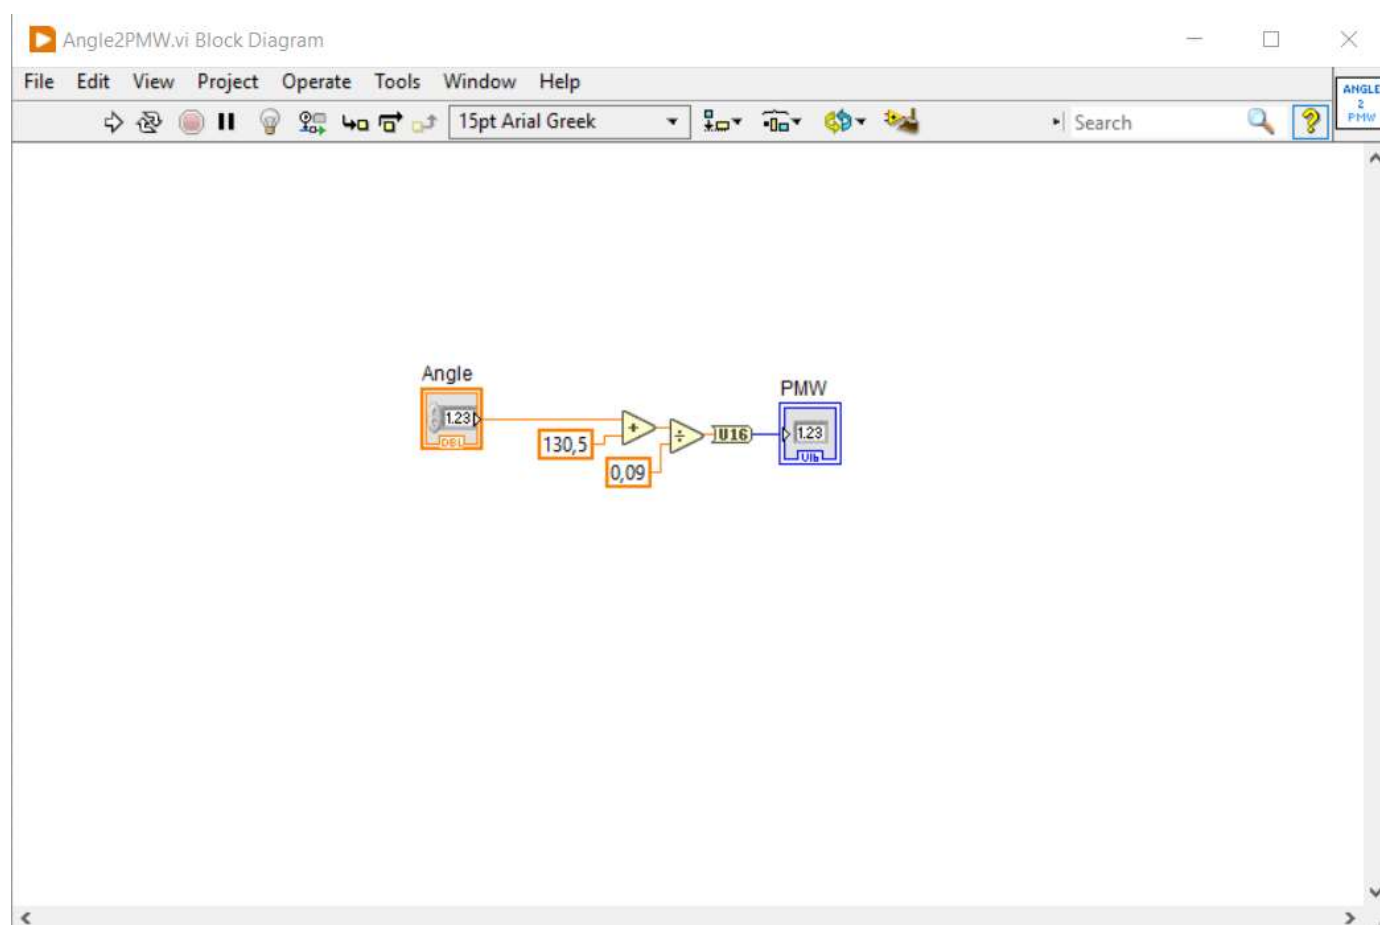 Angle2PMW.vi Block Diagram
File Edit View Project Operate Tools Window Help
15pt Arial Greek
Search
ANGLE
2
PMW
Angle
1.23
DBL
130,5
+
0,09
÷
U16
PMW
1.23
U16